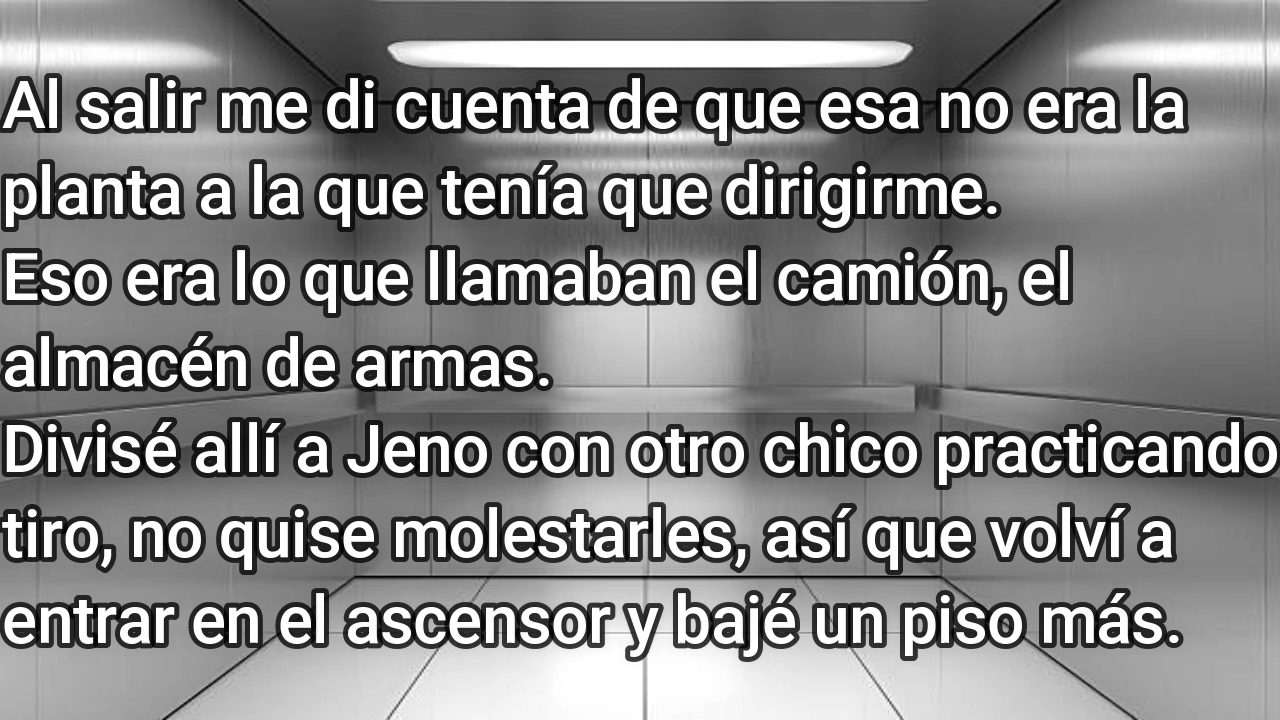 Al salir me di cuenta de que esa no era la
planta a la que tenía que dirigirme.
Eso era lo que llamaban el camión, el
almacén de armas.
Divisé allí a Jeno con otro chico practicando
tiro, no quise molestarles, así que volví a
entrar en el ascensor y bajé un piso más.